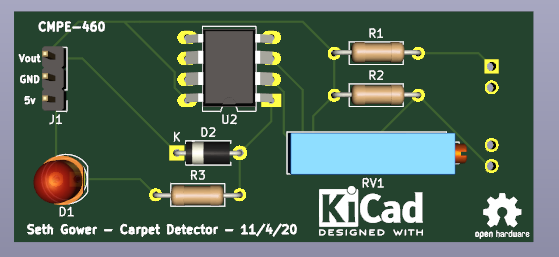 CMPE-460
R1
Vout
GND
R2
5v
J1
U2
K
D2
R3
RV1
D1
KiCad
DESIGNED WITH
Seth Gower - Carpet Detector - 11/4/20
open hardware